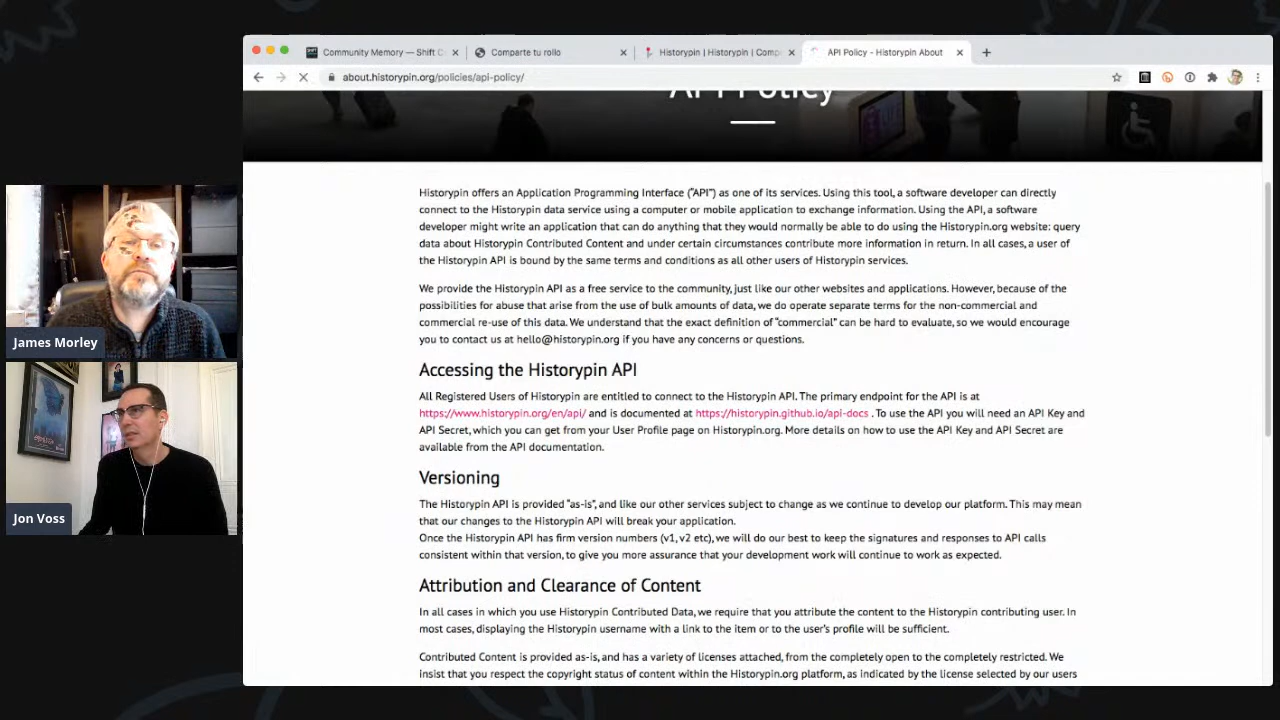 Community Memory — Shift C
Comparte tu rollo
Historypin | Historypin | Comp
API Policy - Historypin About
about.historypin.org/policies/api-policy/
API Policy
Historypin offers an Application Programming Interface (“API”) as one of its services. Using this tool, a software developer can directly
connect to the Historypin data service using a computer or mobile application to exchange information. Using the API, a software
developer might write an application that can do anything that they would normally be able to do using the Historypin.org website: query
data about Historypin Contributed Content and under certain circumstances contribute more information in return. In all cases, a user of
the Historypin API is bound by the same terms and conditions as all other users of Historypin services.
We provide the Historypin API as a free service to the community, just like our other websites and applications. However, because of the
possibilities for abuse that arise from the use of bulk amounts of data, we do operate separate terms for the non-commercial and
commercial re-use of this data. We understand that the exact definition of “commercial” can be hard to evaluate, so we would encourage
you to contact us at hello@historypin.org if you have any concerns or questions.
Accessing the Historypin API
All Registered Users of Historypin are entitled to connect to the Historypin API. The primary endpoint for the API is at
https://www.historypin.org/en/api/ and is documented at https://historypin.github.io/api-docs . To use the API you will need an API Key and
API Secret, which you can get from your User Profile page on Historypin.org. More details on how to use the API Key and API Secret are
available from the API documentation.
Versioning
The Historypin API is provided “as-is”, and like our other services subject to change as we continue to develop our platform. This may mean
that our changes to the Historypin API will break your application.
Once the Historypin API has firm version numbers (v1, v2 etc), we will do our best to keep the signatures and responses to API calls
consistent within that version, to give you more assurance that your development work will continue to work as expected.
Attribution and Clearance of Content
In all cases in which you use Historypin Contributed Data, we require that you attribute the content to the Historypin contributing user. In
most cases, displaying the Historypin username with a link to the item or to the user’s profile will be sufficient.
Contributed Content is provided as-is, and has a variety of licenses attached, from the completely open to the completely restricted. We
insist that you respect the copyright status of content within the Historypin.org platform, as indicated by the license selected by our users
James Morley
Jon Voss